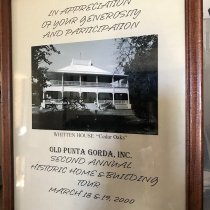 IN APPRECIATION
OF YOUR GENEROSITY
AND PARTICIPATION
WHITTEN HOUSE "Cedar Oaks"
OLD PUNTA GORDA, INC.
SECOND ANNUAL
HISTORIC HOME & BUILDING
TOUR
MARCH 18 & 19, 2000